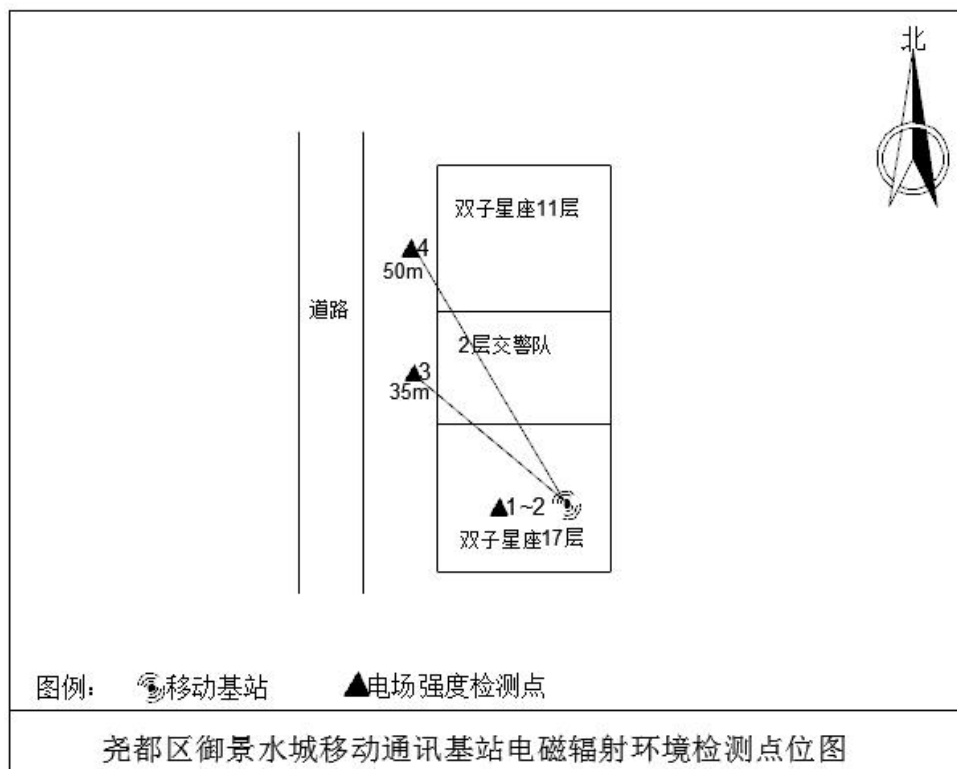 北
双子星座11层
▲4
50m
道路
2层交警队
▲3
35m
▲1~2
双子星座17层
图例： 移动基站 ▲电场强度检测点
尧都区御景水城移动通讯基站电磁辐射环境检测点位图